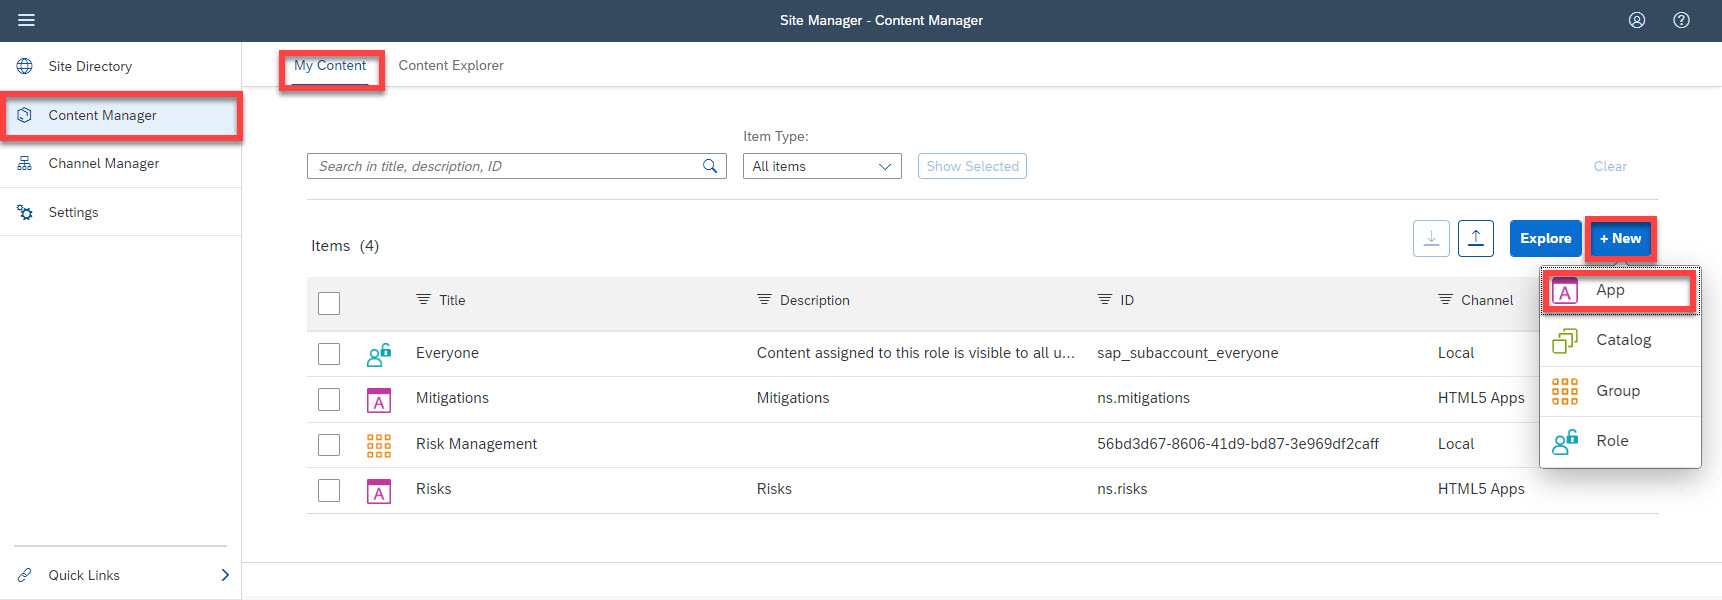 Site Manager - Content Manager
Site Directory
Content Manager
Channel Manager
Settings
Quick Links
My Content
Content Explorer
Item Type:
Search in title, description, ID
All items
Show Selected
Clear
Items (4)
Explore
+ New
Title
Description
ID
Channel
Everyone
Content assigned to this role is visible to all u...
sap_subaccount_everyone
Local
Mitigations
Mitigations
ns.mitigations
HTML5 Apps
Risk Management
56bd3d67-8606-41d9-bd87-3e969df2caff
Local
Risks
Risks
ns.risks
HTML5 Apps
App
Catalog
Group
Role